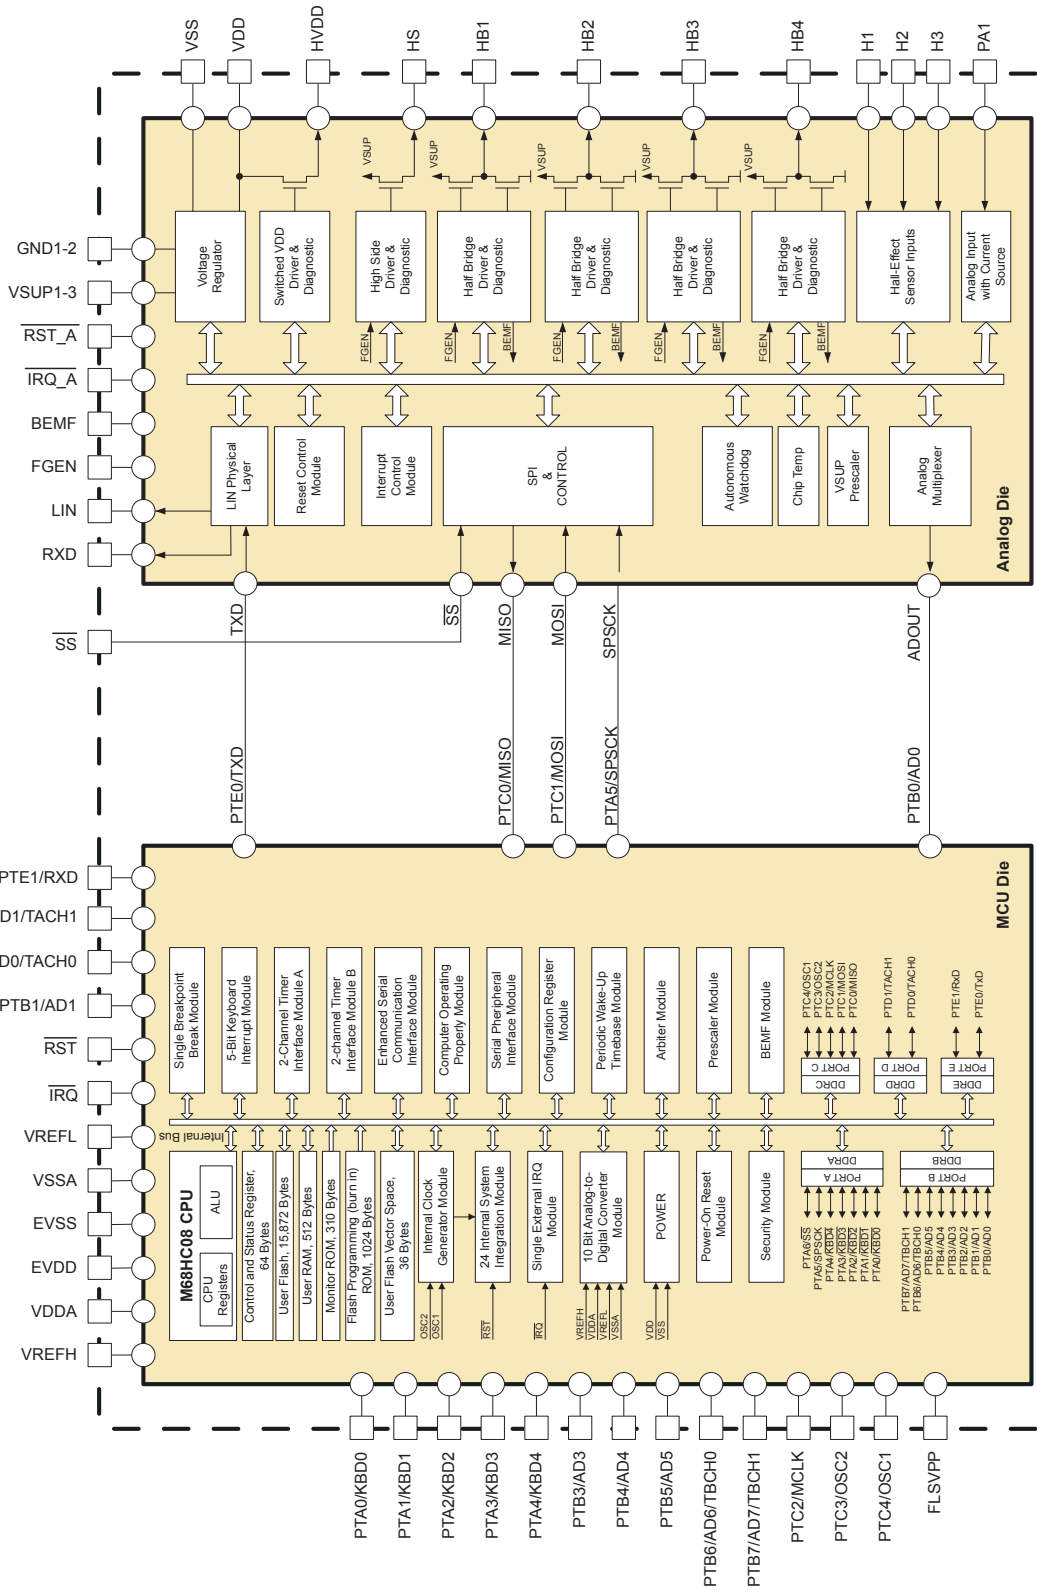 VSS
VDD
HVDD
HS
HB1
HB2
HB3
HB4
H1
H2
H3
PA1
GND1-2
VSUP1-3
RST_A
IRQ_A
BEMF
FGEN
LIN
RXD
SS
PTE1/RXD
D1/TACH1
D0/TACH0
PTB1/AD1
RST
IRQ
VREFL
VSSA
EVSS
EVDD
VDDA
VREFH
VSUP
VSUP
VSUP
VSUP
VSUP
Voltage
Regulator
Switched VDD
Driver &
Diagnostic
High Side
Driver &
Diagnostic
Half Bridge
Driver &
Diagnostic
Half Bridge
Driver &
Diagnostic
Half Bridge
Driver &
Diagnostic
Half Bridge
Driver &
Diagnostic
Hall-Effect
Sensor Inputs
Analog Input
with Current
Source
FGEN
FGEN
BEMF
FGEN
BEMF
FGEN
BEMF
FGEN
BEMF
LIN Physical
Layer
Reset Control
Module
Interrupt
Control
Module
SPI
&
CONTROL
Autonomous
Watchdog
Chip Temp
VSUP
Prescaler
Analog
Multiplexer
Analog Die
TXD
SS
MISO
MOSI
SPSCK
ADOUT
PTE0/TXD
PTC0/MISO
PTC1/MOSI
PTA5/SPSCK
PTB0/AD0
MCU Die
Single Breakpoint
Break Module
5-Bit Keyboard
Interrupt Module
2-Channel Timer
Interface Module A
2-channel Timer
Interface Module B
Enhanced Serial
Communication
Interface Module
Computer Operating
Properly Module
Serial Pheripheral
Interface Module
Configuration Register
Module
Periodic Wake-Up
Timebase Module
Arbiter Module
Prescaler Module
BEMF Module
PTC4/OSC1
PTC3/OSC2
PTC2/MCLK
PTC1/MOSI
PTC0/MISO
PORT C
DDRC
PTD1/TACH1
PTD0/TACH0
PORT D
DDRD
PTE1/RxD
PTE0/TxD
PORT E
DDRE
Internal Bus
M68HC08 CPU
CPU
Registers
ALU
Control and Status Register,
64 Bytes
User Flash, 15,872 Bytes
User RAM, 512 Bytes
Monitor ROM, 310 Bytes
Flash Programming (burn in)
ROM, 1024 Bytes
User Flash Vector Space,
36 Bytes
Internal Clock
Generator Module
24 Internal System
Integration Module
Single External IRQ
Module
10 Bit Analog-to-
Digital Converter
Module
POWER
Power-On Reset
Module
Security Module
DDRA
PORT A
DDRB
PORT B
OSC2
OSC1
RST
IRQ
VREFH
VDDA
VREFL
VSSA
VDD
VSS
PTA6/SS
PTA5/SPSCK
PTA4/KBD4
PTA3/KBD3
PTA2/KBD2
PTA1/KBD1
PTA0/KBD0
PTB7/AD7/TBCH1
PTB6/AD6/TBCH0
PTB5/AD5
PTB4/AD4
PTB3/AD3
PTB2/AD2
PTB1/AD1
PTB0/AD0
PTA0/KBD0
PTA1/KBD1
PTA2/KBD2
PTA3/KBD3
PTA4/KBD4
PTB3/AD3
PTB4/AD4
PTB5/AD5
PTB6/AD6/TBCH0
PTB7/AD7/TBCH1
PTC2/MCLK
PTC3/OSC2
PTC4/OSC1
FLSVPP